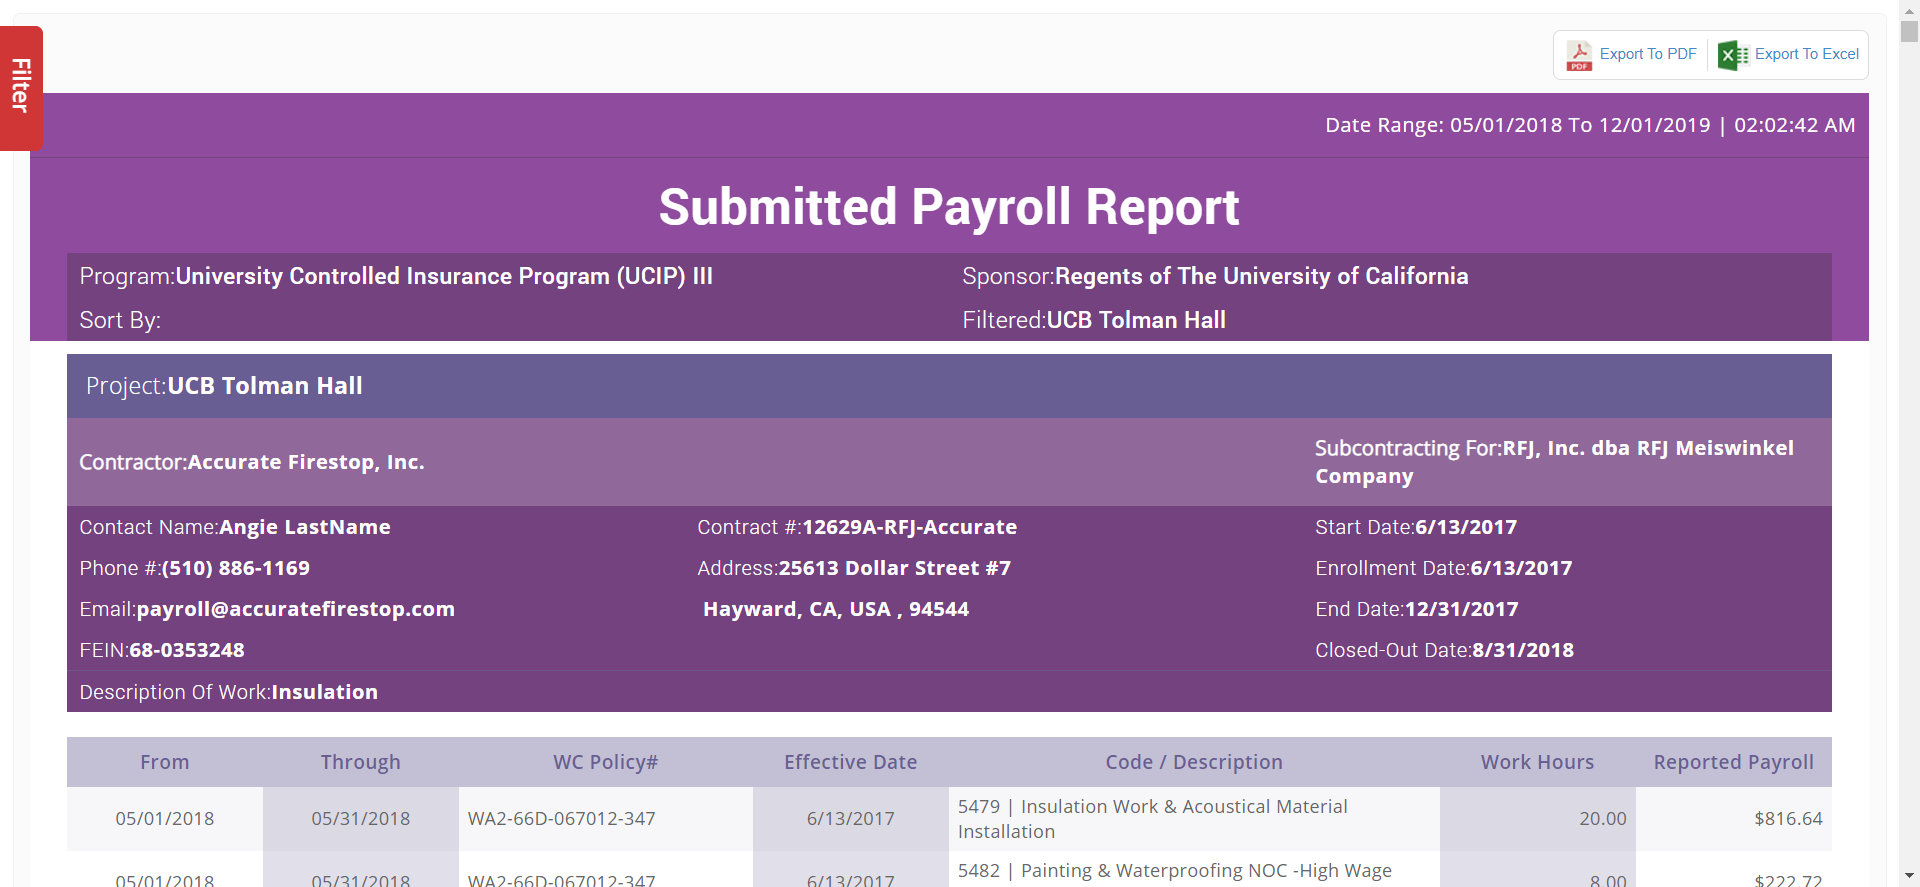 Filter
PDF
Export To PDF
Export To Excel
Date Range: 05/01/2018 To 12/01/2019 | 02:02:42 AM
Submitted Payroll Report
Program:University Controlled Insurance Program (UCIP) III
Sponsor:Regents of The University of California
Sort By:
Filtered:UCB Tolman Hall
Project:UCB Tolman Hall
Contractor:Accurate Firestop, Inc.
Subcontracting For:RFJ, Inc. dba RFJ Meiswinkel
Company
Contact Name:Angie LastName
Contract #:12629A-RFJ-Accurate
Start Date:6/13/2017
Phone #:(510) 886-1169
Address:25613 Dollar Street #7
Enrollment Date:6/13/2017
Email:payroll@accuratefirestop.com
Hayward, CA, USA , 94544
End Date:12/31/2017
FEIN:68-0353248
Closed-Out Date:8/31/2018
Description Of Work:Insulation
From Through WC Policy# Effective Date Code / Description Work Hours Reported Payroll
05/01/2018 05/31/2018 WA2-66D-067012-347 6/13/2017 5479 | Insulation Work & Acoustical Material
Installation 20.00 $816.64
05/01/2018 05/31/2018 WA2-66D-067012-347 6/13/2017 5482 | Painting & Waterproofing NOC -High Wage 8.00 $222.72